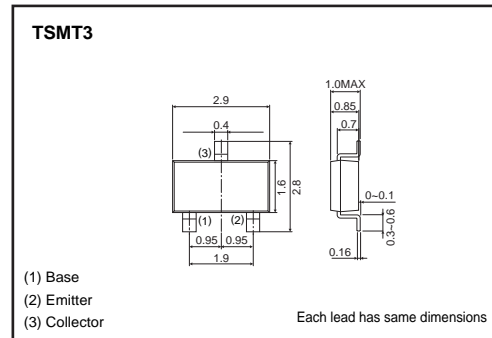 TSMT3
1.0MAX
2.9
0.85
0.4
0.7
(3)
1.6
2.8
0~0.1
(1)
(2)
0.3~0.6
0.95
0.95
0.16
1.9
(1) Base
(2) Emitter
(3) Collector
Each lead has same dimensions